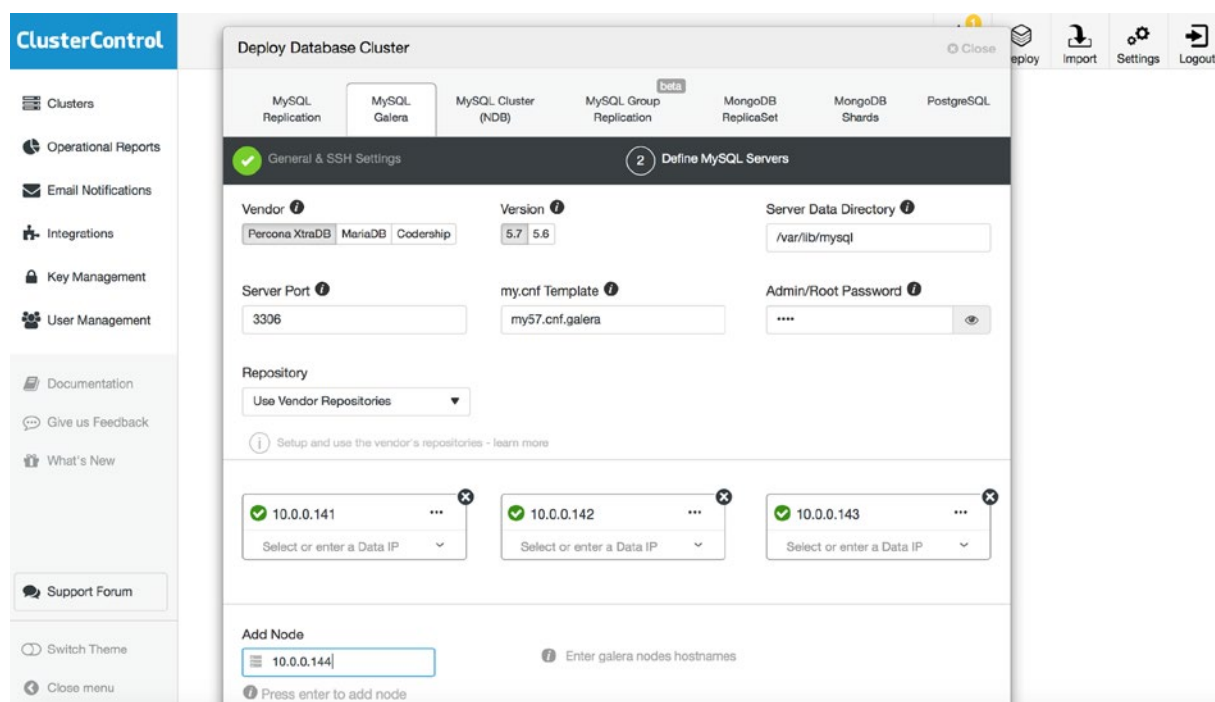 ClusterControl
Clusters
Operational Reports
Email Notifications
Integrations
Key Management
User Management
Documentation
Give us Feedback
What's New
Support Forum
Switch Theme
Close menu
1
eploy
Import
Settings
Logout
Deploy Database Cluster
Close
MySQL Replication
MySQL Galera
MySQL Cluster (NDB)
beta
MySQL Group Replication
MongoDB ReplicaSet
MongoDB Shards
PostgreSQL
General & SSH Settings
2 Define MySQL Servers
Vendor
Percona XtraDB MariaDB Codership
Version
5.7 5.6
Server Data Directory
/var/lib/mysql
Server Port
3306
my.cnf Template
my57.cnf.galera
Admin/Root Password
••••
Repository
Use Vendor Repositories
Setup and use the vendor's repositories - learn more
10.0.0.141
Select or enter a Data IP
10.0.0.142
Select or enter a Data IP
10.0.0.143
Select or enter a Data IP
Add Node
10.0.0.144
Enter galera nodes hostnames
Press enter to add node